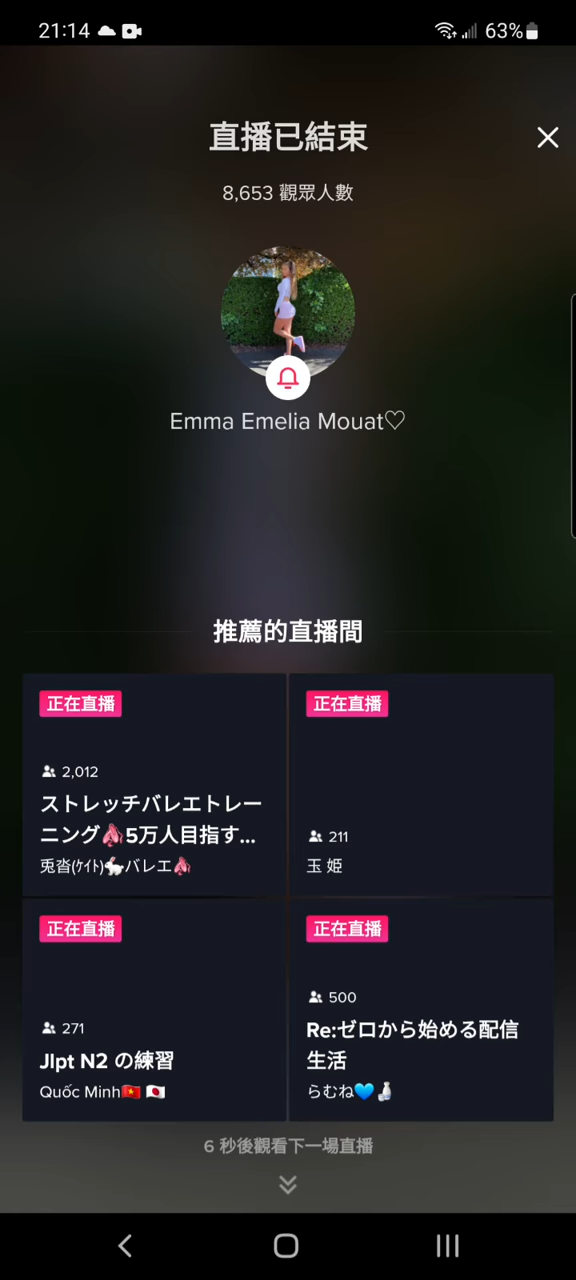 21:14
63%
直播已結束
8,653 觀眾人數
Emma Emelia Mouat♡
推薦的直播間
正在直播
2,012
ストレッチバレエトレー
ニング🩰5万人目指す...
兎沓(ｹｲﾄ)🐇バレエ🩰
正在直播
211
玉 姫
正在直播
271
Jlpt N2 の練習
Quốc Minh🇻🇳 🇯🇵
正在直播
500
Re:ゼロから始める配信
生活
らむね💙🍶
6 秒後觀看下一場直播